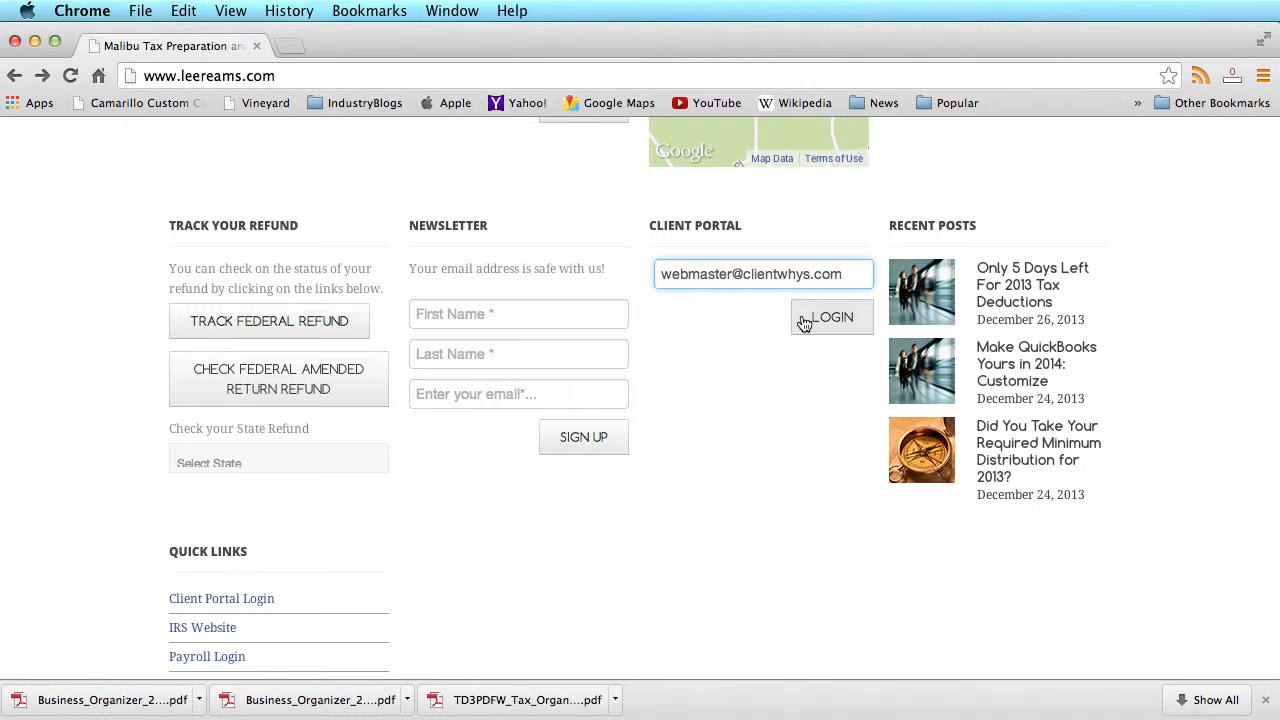 Chrome File Edit View History Bookmarks Window Help
Malibu Tax Preparation an
www.leereams.com
0
Apps Camarillo Custom C Vineyard IndustryBlogs Apple Yahoo! Google Maps YouTube Wikipedia News Popular » Other Bookmarks
Google Map Data Terms of Use
TRACK YOUR REFUND
You can check on the status of your
refund by clicking on the links below.
TRACK FEDERAL REFUND
CHECK FEDERAL AMENDED
RETURN REFUND
Check your State Refund
Select State
NEWSLETTER
Your email address is safe with us!
First Name *
Last Name *
Enter your email*...
SIGN UP
CLIENT PORTAL
webmaster@clientwhys.com
LOGIN
RECENT POSTS
Only 5 Days Left
For 2013 Tax
Deductions
December 26, 2013
Make QuickBooks
Yours in 2014:
Customize
December 24, 2013
Did You Take Your
Required Minimum
Distribution for
2013?
December 24, 2013
QUICK LINKS
Client Portal Login
IRS Website
Payroll Login
Business_Organizer_2....pdf Business_Organizer_2....pdf TD3PDFW_Tax_Organ....pdf Show All